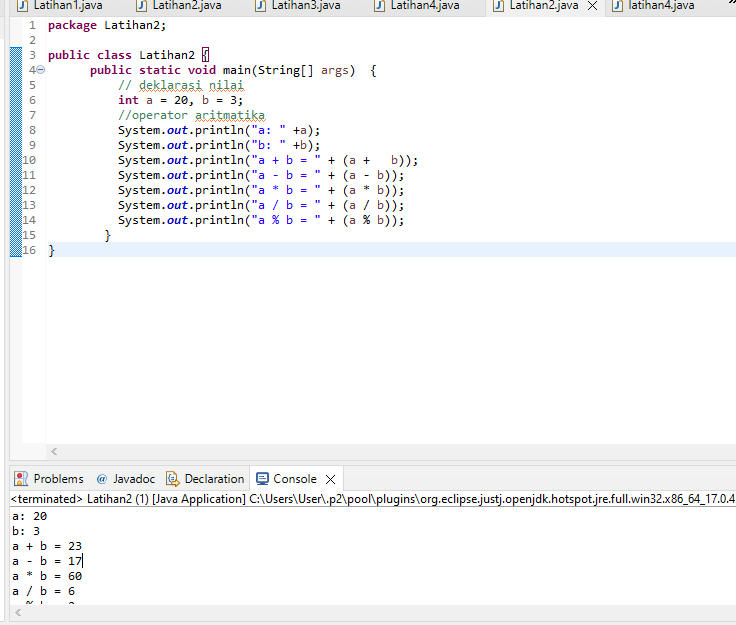 Latihan1.java Latihan2.java Latihan3.java Latihan4.java Latihan2.java latihan4.java
1 package Latihan2;
2
3 public class Latihan2 {
4 public static void main(String[] args) {
5 // deklarasi nilai
6 int a = 20, b = 3;
7 //operator aritmatika
8 System.out.println("a: " +a);
9 System.out.println("b: " +b);
10 System.out.println("a + b = " + (a + b));
11 System.out.println("a - b = " + (a - b));
12 System.out.println("a * b = " + (a * b));
13 System.out.println("a / b = " + (a / b));
14 System.out.println("a % b = " + (a % b));
15 }
16 }
Problems @ Javadoc Declaration Console
<terminated> Latihan2 (1) [Java Application] C:\Users\User\.p2\pool\plugins\org.eclipse.justj.openjdk.hotspot.jre.full.win32.x86_64_17.0.4
a: 20
b: 3
a + b = 23
a - b = 17
a * b = 60
a / b = 6